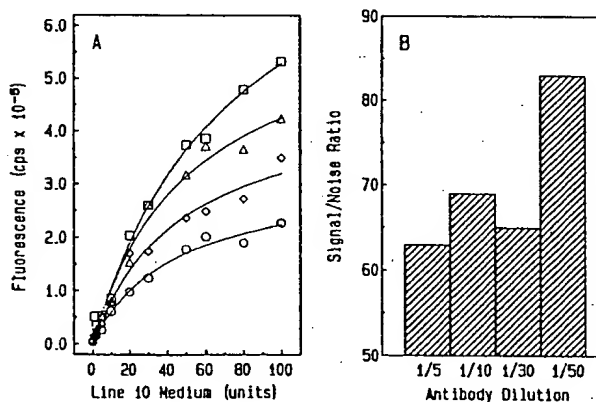 A
6.0
5.0
4.0
3.0
2.0
1.0
0.0
Fluorescence (cps x 10⁻⁵)
0 20 40 60 80 100
Line 10 Medium (units)
B
90
80
70
60
50
Signal/Noise Ratio
1/5 1/10 1/30 1/50
Antibody Dilution